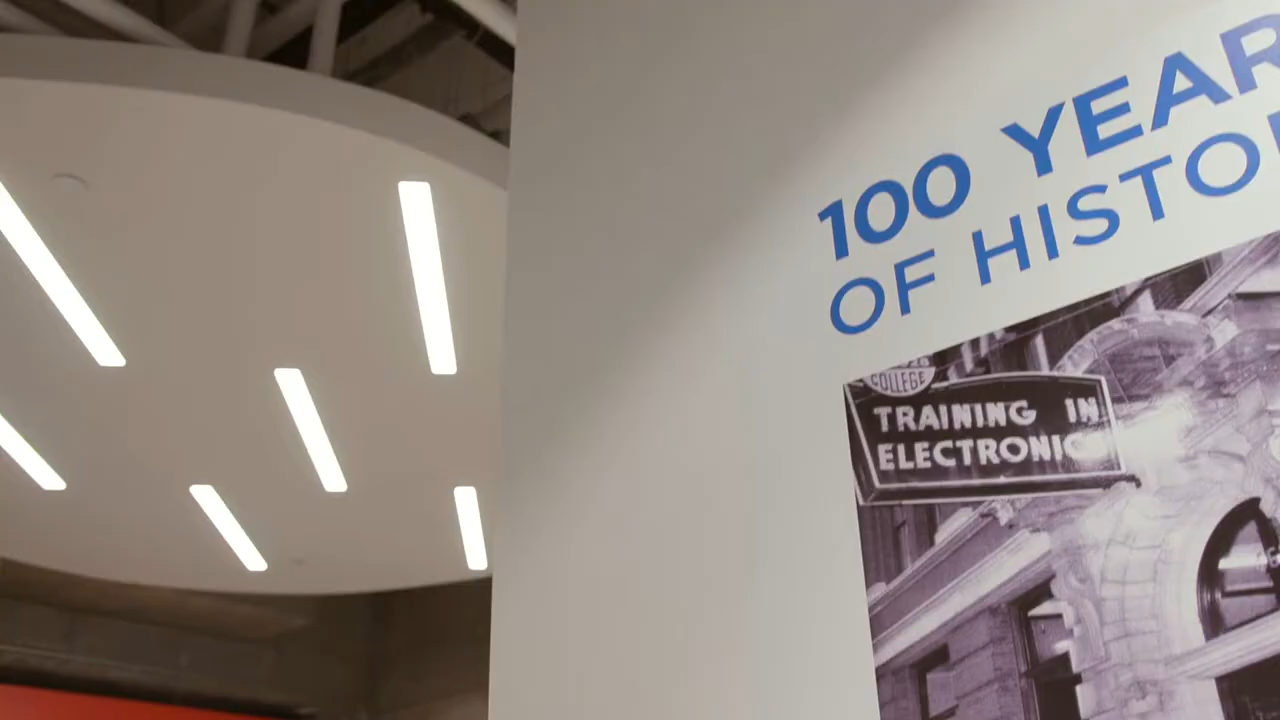 100 YEAR
OF HISTO
COLLEGE
TRAINING IN
ELECTRONIC